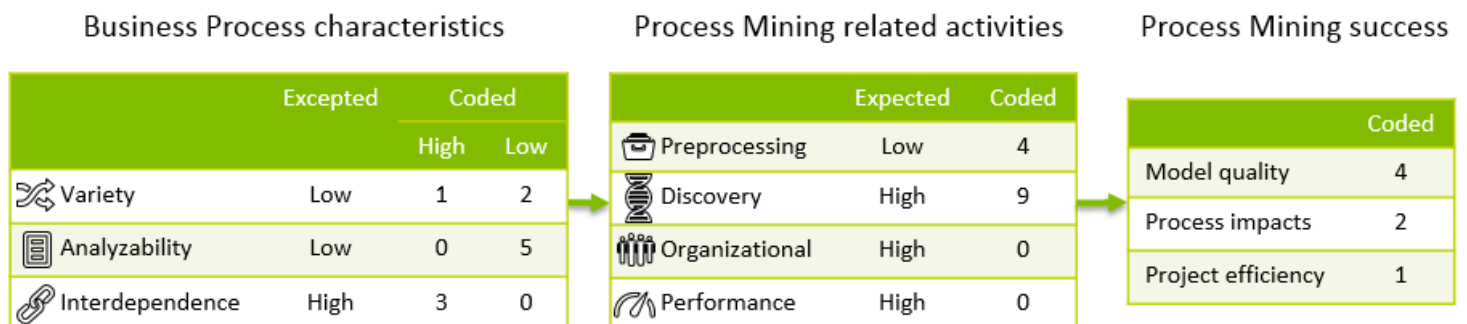 Business Process characteristics
Excepted Coded
High Low
Variety Low 1 2
Analyzability Low 0 5
Interdependence High 3 0
Process Mining related activities
Expected Coded
Preprocessing Low 4
Discovery High 9
Organizational High 0
Performance High 0
Process Mining success
Coded
Model quality 4
Process impacts 2
Project efficiency 1